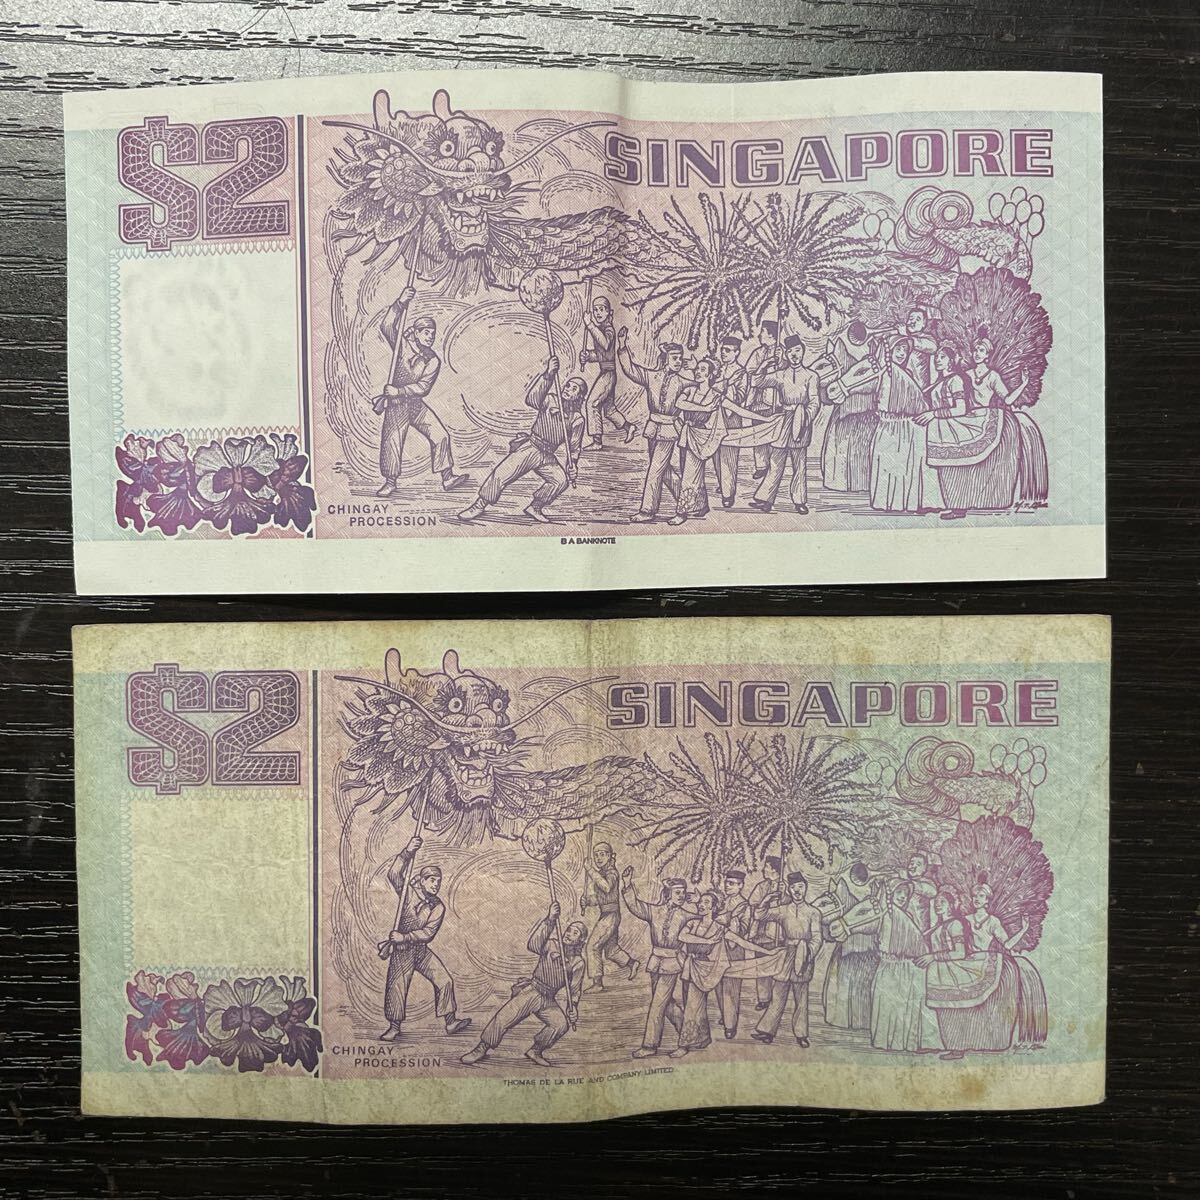 $2
SINGAPORE
CHINGAY
PROCESSION
B A BANKNOTE
$2
SINGAPORE
CHINGAY
PROCESSION
THOMAS DE LA RUE AND COMPANY LIMITED